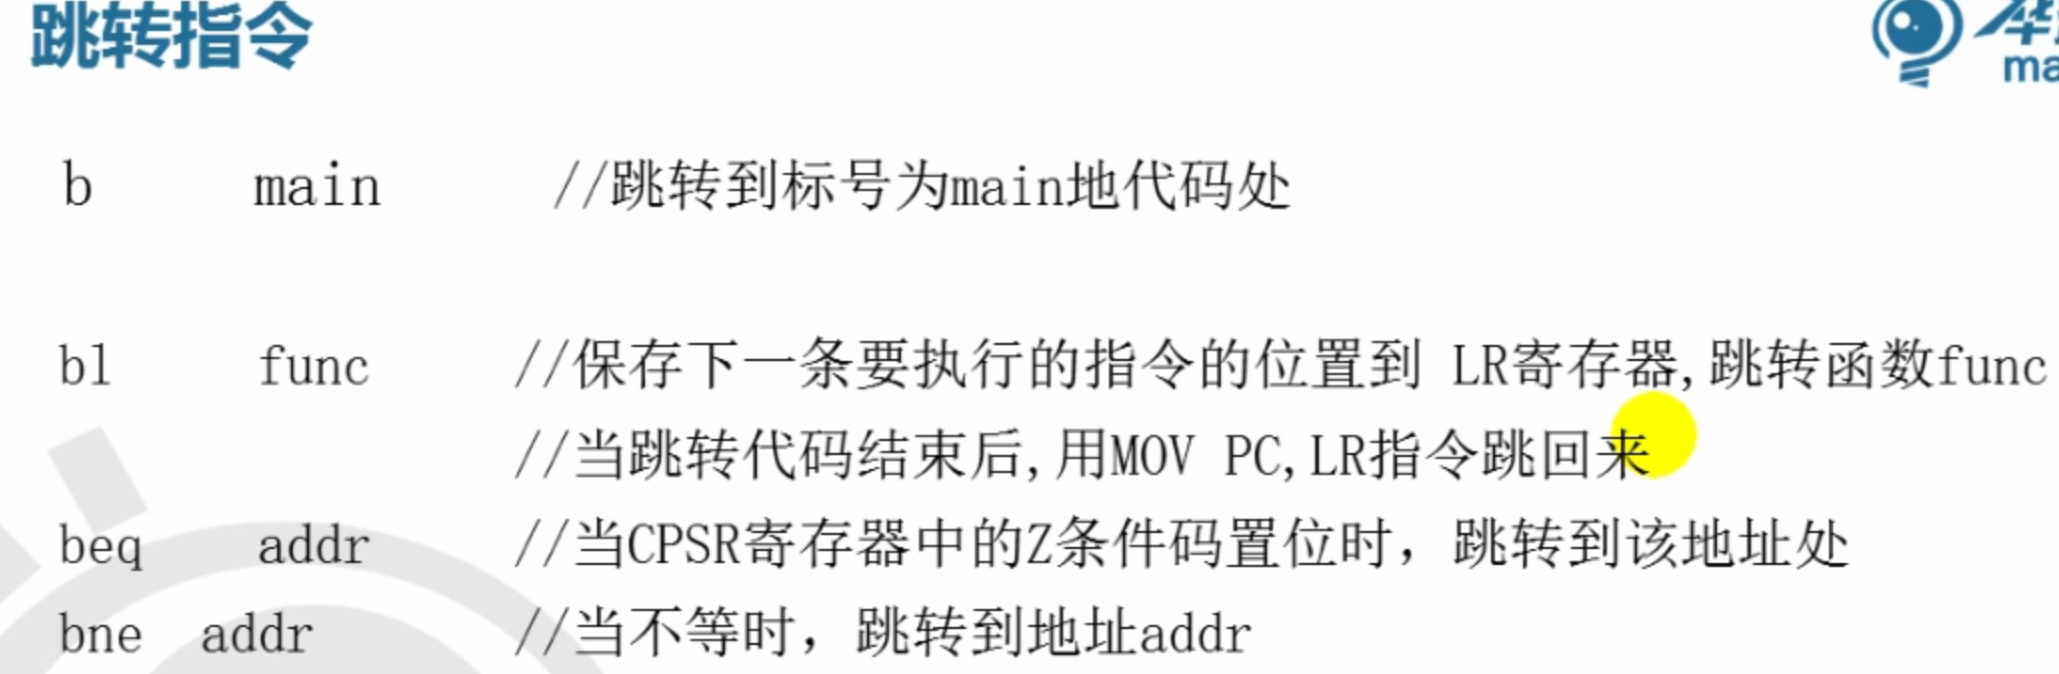 跳转指令
b main //跳转到标号为main地代码处
bl func //保存下一条要执行的指令的位置到 LR寄存器,跳转函数func
//当跳转代码结束后,用MOV PC,LR指令跳回来
beq addr //当CPSR寄存器中的Z条件码置位时，跳转到该地址处
bne addr //当不等时，跳转到地址addr